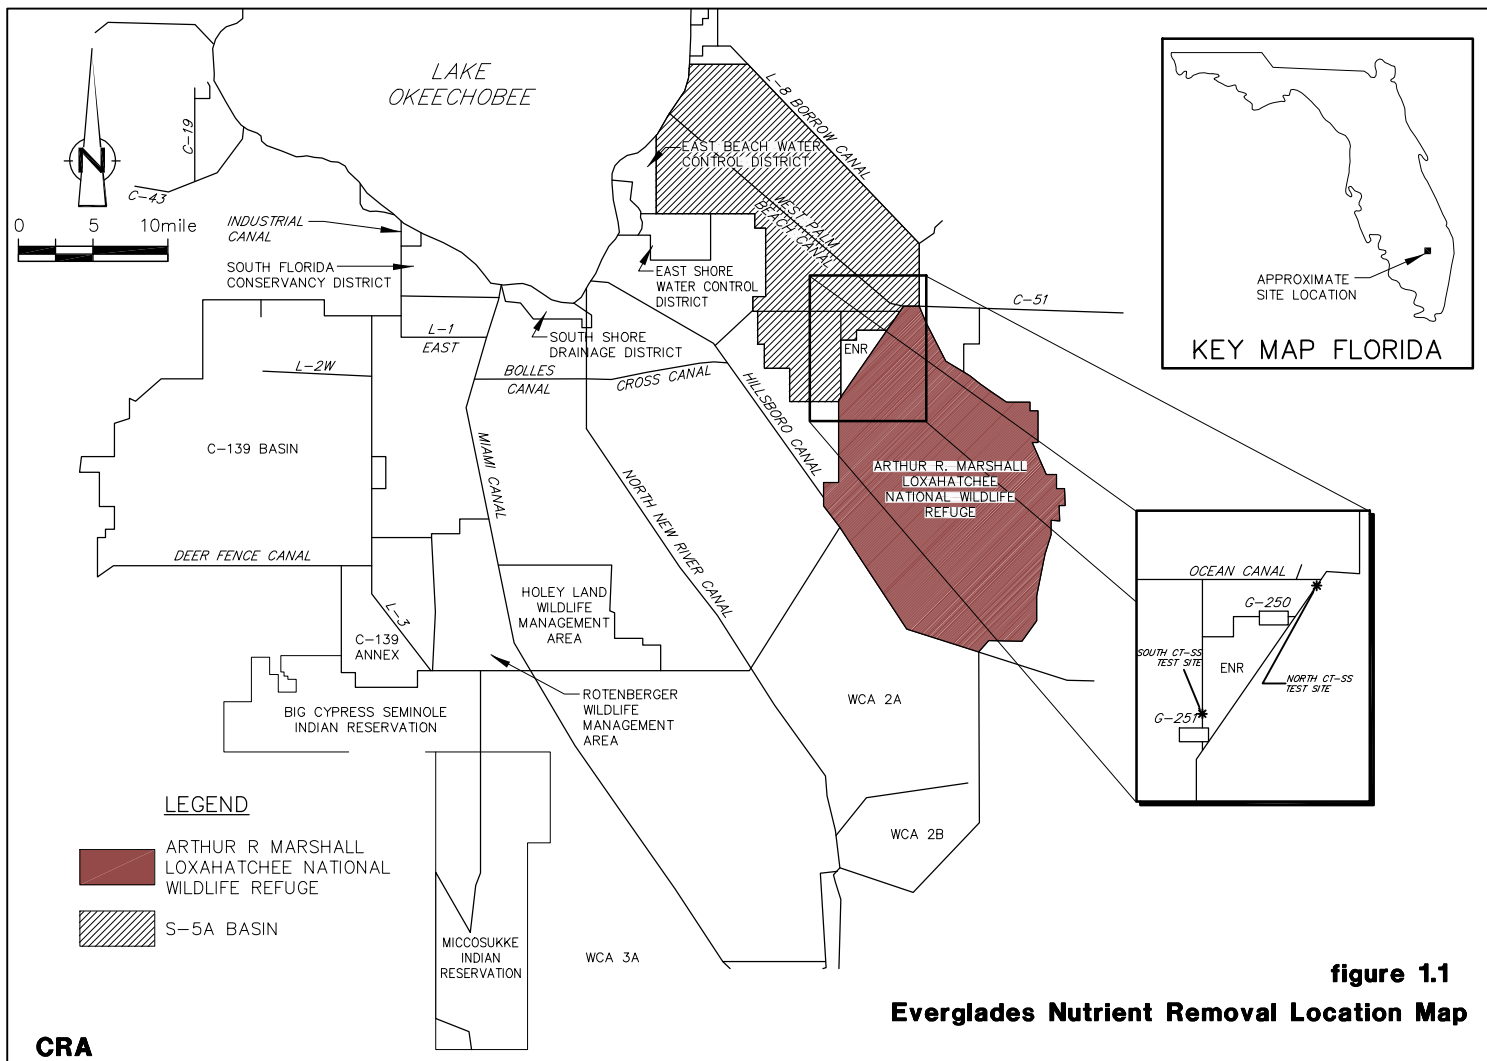 LAKE
OKEECHOBEE
C-19
C-43
N
0 5 10mile
INDUSTRIAL
CANAL
SOUTH FLORIDA
CONSERVANCY DISTRICT
L-8 BORROW CANAL
EAST BEACH WATER
CONTROL DISTRICT
WEST PALM
BEACH CANAL
EAST SHORE
WATER CONTROL
DISTRICT
C-51
L-1
EAST
SOUTH SHORE
DRAINAGE DISTRICT
ENR
L-2W
BOLLES
CANAL
CROSS CANAL
HILLSBORO CANAL
C-139 BASIN
MIAMI CANAL
NORTH NEW RIVER CANAL
ARTHUR R. MARSHALL
LOXAHATCHEE
NATIONAL WILDLIFE
REFUGE
DEER FENCE CANAL
L-3
HOLEY LAND
WILDLIFE
MANAGEMENT
AREA
C-139
ANNEX
ROTENBERGER
WILDLIFE
MANAGEMENT
AREA
BIG CYPRESS SEMINOLE
INDIAN RESERVATION
WCA 2A
WCA 2B
WCA 3A
MICCOSUKKE
INDIAN
RESERVATION
KEY MAP FLORIDA
APPROXIMATE
SITE LOCATION
OCEAN CANAL
G-250
SOUTH CT-SS
TEST SITE
ENR
NORTH CT-SS
TEST SITE
G-251
LEGEND
ARTHUR R MARSHALL
LOXAHATCHEE NATIONAL
WILDLIFE REFUGE
S-5A BASIN
figure 1.1
Everglades Nutrient Removal Location Map
CRA